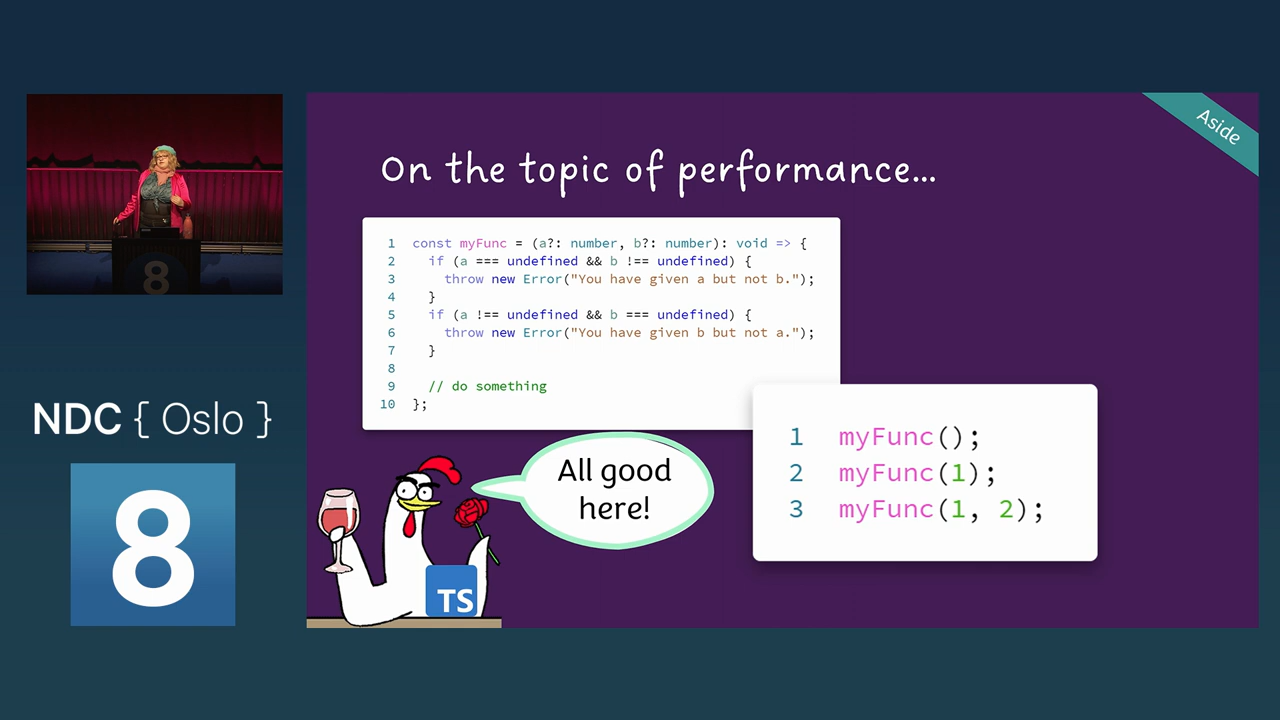 Aside
On the topic of performance...
1 const myFunc = (a?: number, b?: number): void => {
2 if (a === undefined && b !== undefined) {
3 throw new Error("You have given a but not b.");
4 }
5 if (a !== undefined && b === undefined) {
6 throw new Error("You have given b but not a.");
7 }
8
9 // do something
10 };
1 myFunc();
2 myFunc(1);
3 myFunc(1, 2);
All good
here!
TS
NDC { Oslo }
8
8